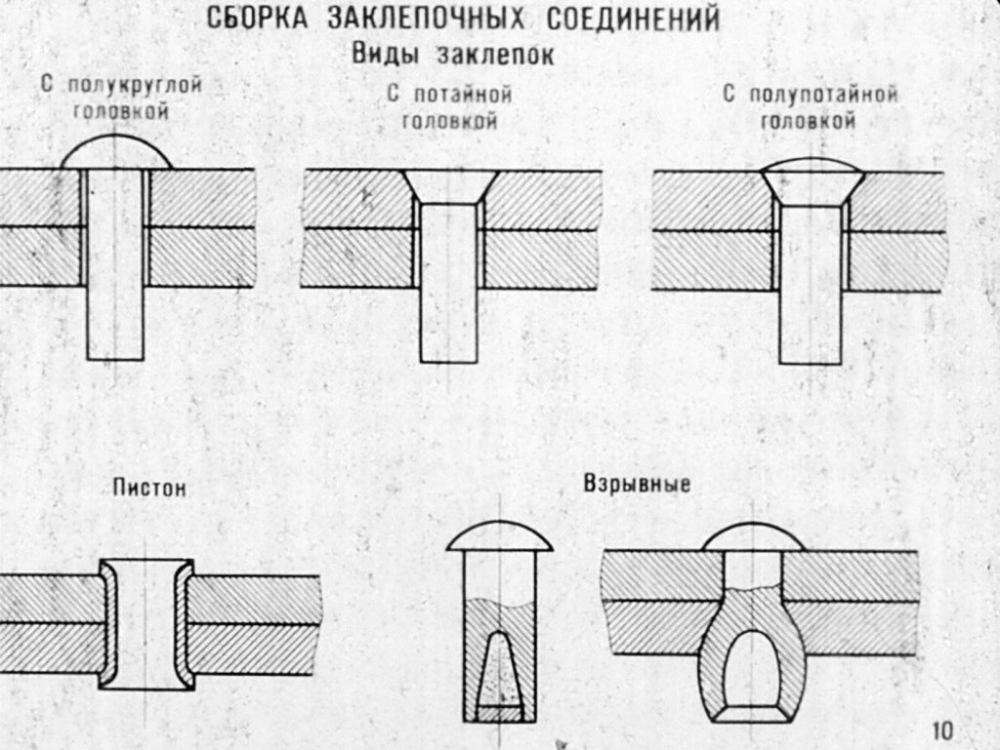 СБОРКА ЗАКЛЕПОЧНЫХ СОЕДИНЕНИЙ
Виды заклепок
С полукруглой
головкой
С потайной
головкой
С полупотайной
головкой
Пистон
Взрывные
10